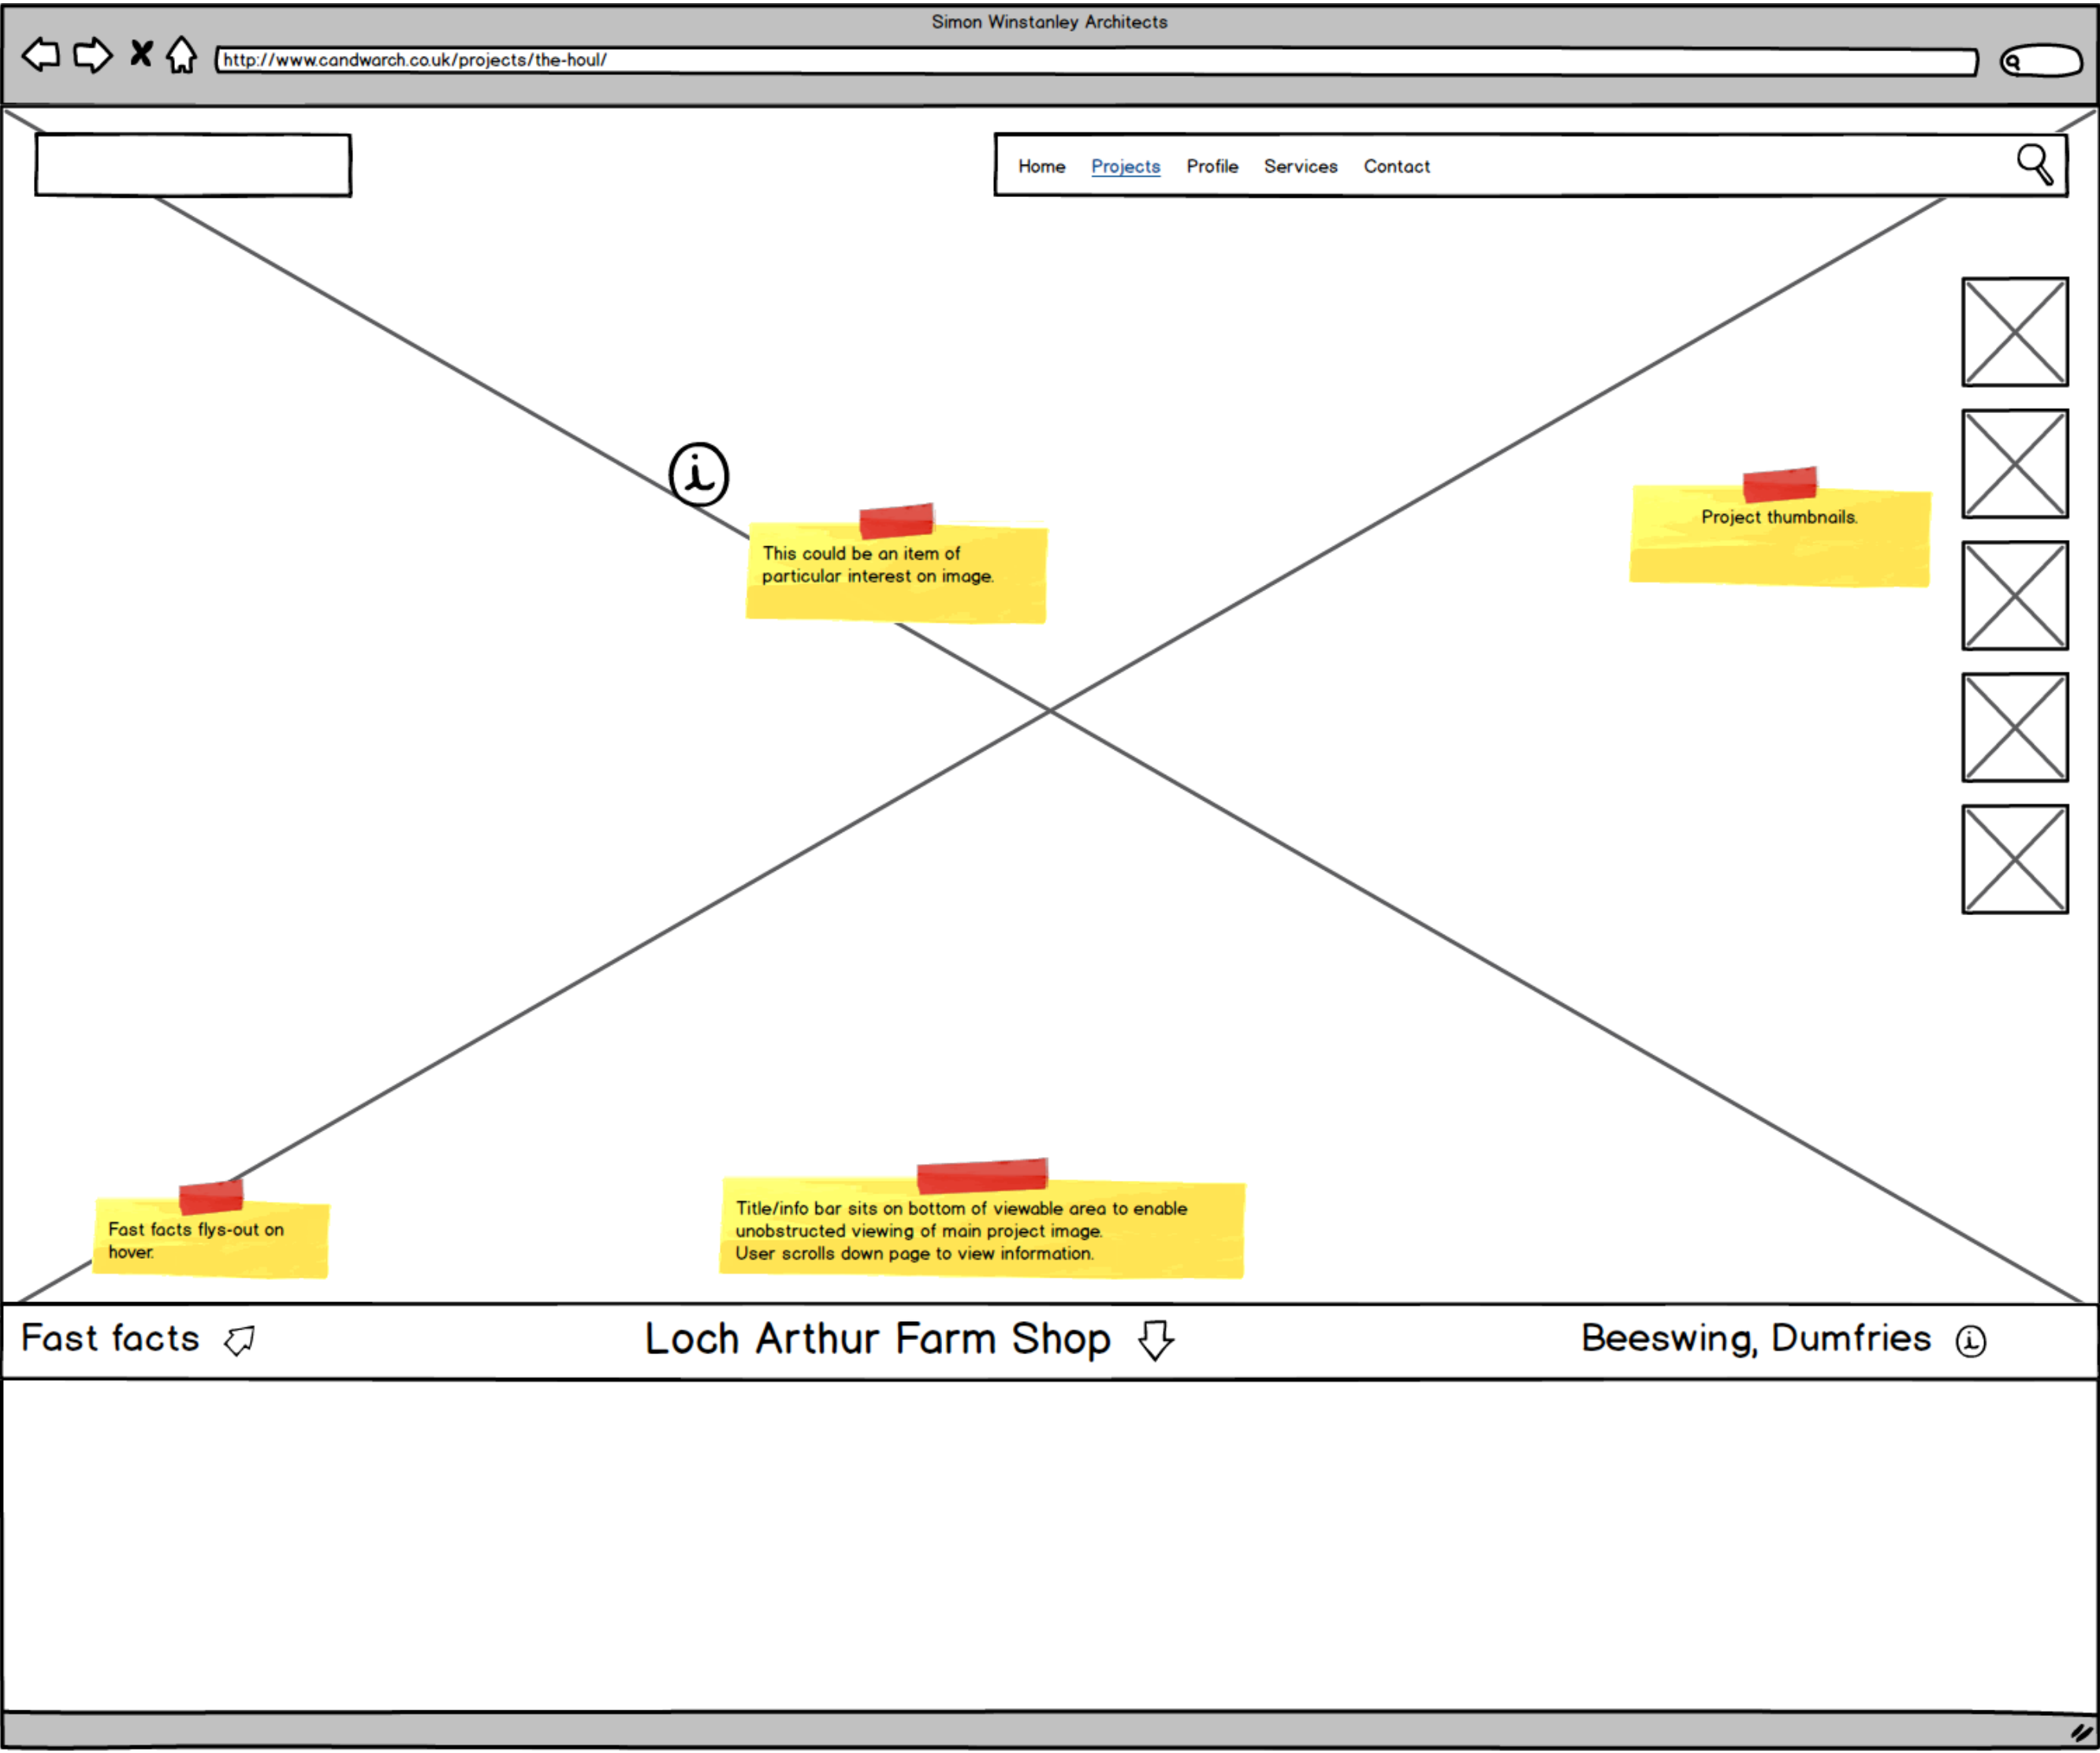 Simon Winstanley Architects
http://www.candwarch.co.uk/projects/the-houl/
Home Projects Profile Services Contact
Project thumbnails.
This could be an item of
particular interest on image.
Title/info bar sits on bottom of viewable area to enable
unobstructed viewing of main project image.
User scrolls down page to view information.
Fast facts flys-out on
hover.
Fast facts
Loch Arthur Farm Shop
Beeswing, Dumfries